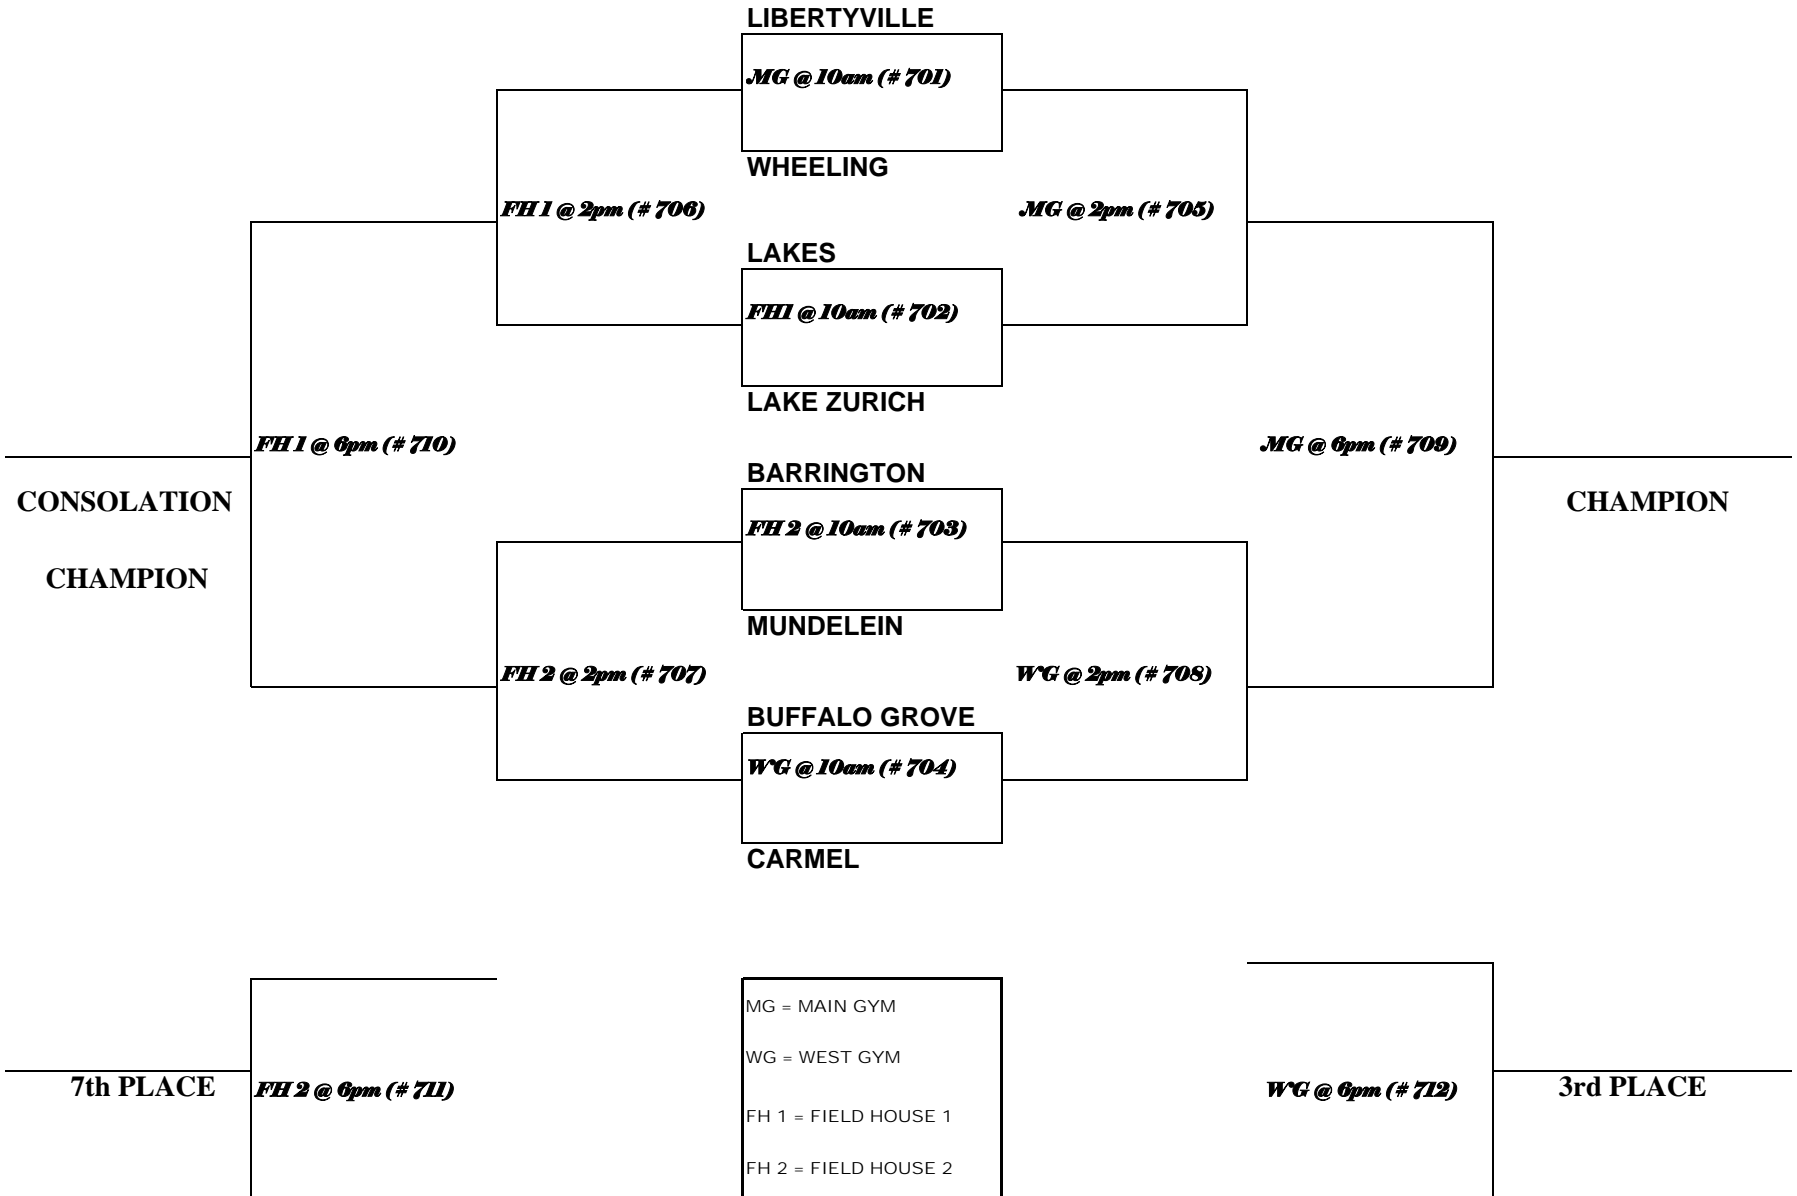 LIBERTYVILLE
MG @ 10am (# 701)
WHEELING
FH 1 @ 2pm (# 706)
MG @ 2pm (# 705)
LAKES
FH1 @ 10am (# 702)
LAKE ZURICH
FH 1 @ 6pm (# 710)
MG @ 6pm (# 709)
BARRINGTON
CONSOLATION
CHAMPION
FH 2 @ 10am (# 703)
CHAMPION
MUNDELEIN
FH 2 @ 2pm (# 707)
WG @ 2pm (# 708)
BUFFALO GROVE
WG @ 10am (# 704)
CARMEL
MG = MAIN GYM
WG = WEST GYM
7th PLACE
FH 2 @ 6pm (# 711)
WG @ 6pm (# 712)
3rd PLACE
FH 1 = FIELD HOUSE 1
FH 2 = FIELD HOUSE 2